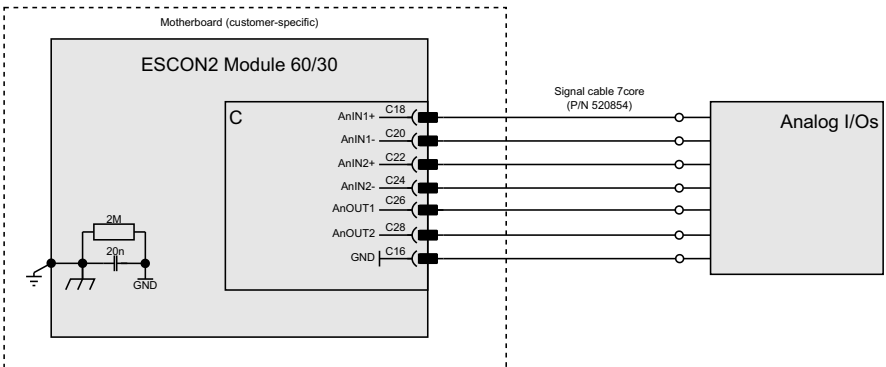 Motherboard (customer-specific)
ESCON2 Module 60/30
Signal cable 7core
(P/N 520854)
C
Analog I/Os
AnIN1+ C18
AnIN1- C20
AnIN2+ C22
AnIN2- C24
AnOUT1 C26
AnOUT2 C28
GND C16
2M
20n
GND